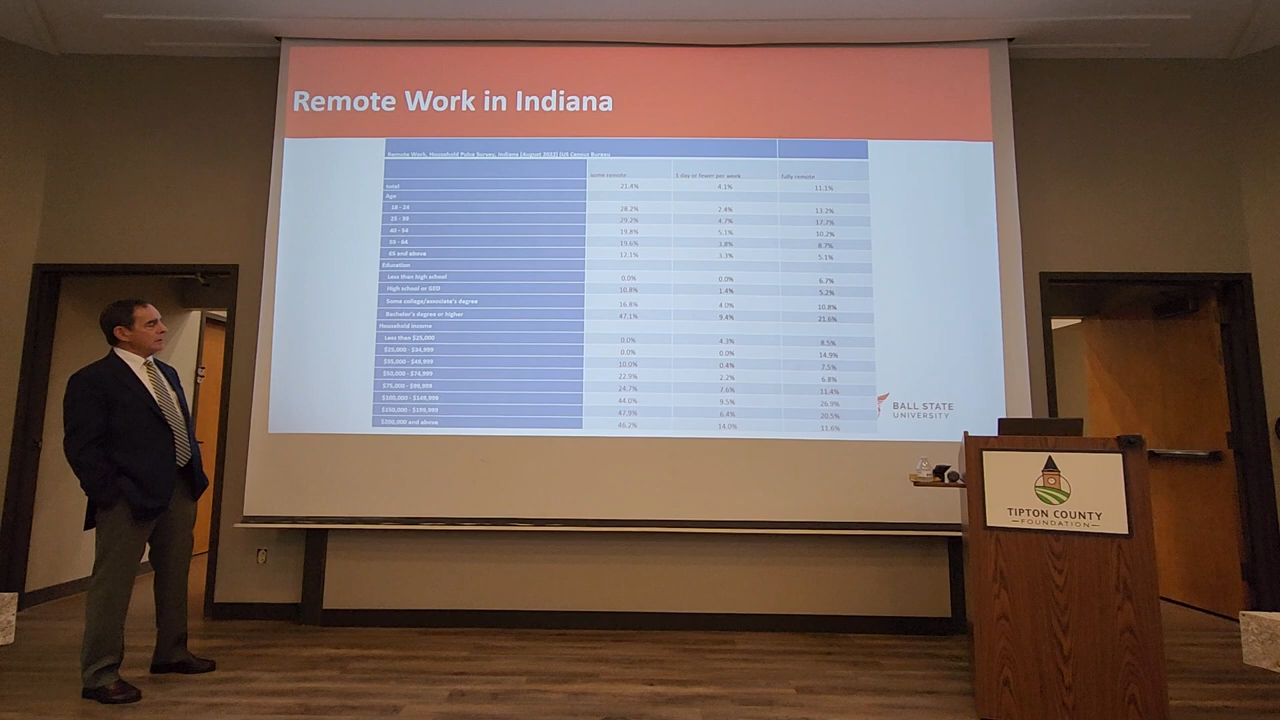 Remote Work in Indiana
Remote Work, Household Pulse Survey, Indiana (August 2022) (US Census Bureau
some remote 1 day or fewer per week fully remote
total 21.4% 4.1% 11.1%
Age
18 - 24 28.2% 2.4% 13.2%
25 - 39 29.2% 4.7% 17.7%
40 - 54 19.8% 5.1% 10.2%
55 - 64 19.6% 3.8% 8.7%
65 and above 12.1% 3.3% 5.1%
Education
Less than high school 0.0% 0.0% 6.7%
High school or GED 10.8% 1.4% 5.2%
Some college/associate's degree 16.8% 4.0% 10.8%
Bachelor's degree or higher 47.1% 9.4% 21.6%
Household income
Less than $25,000 0.0% 4.3% 8.5%
$25,000 - $34,999 0.0% 0.0% 14.9%
$35,000 - $49,999 10.0% 0.4% 7.5%
$50,000 - $74,999 22.9% 2.2% 6.8%
$75,000 - $99,999 24.7% 7.6% 11.4%
$100,000 - $149,999 44.0% 9.5% 26.9%
$150,000 - $199,999 47.9% 6.4% 20.5%
$200,000 and above 46.2% 14.0% 11.6%
BALL STATE
UNIVERSITY
TIPTON COUNTY
FOUNDATION